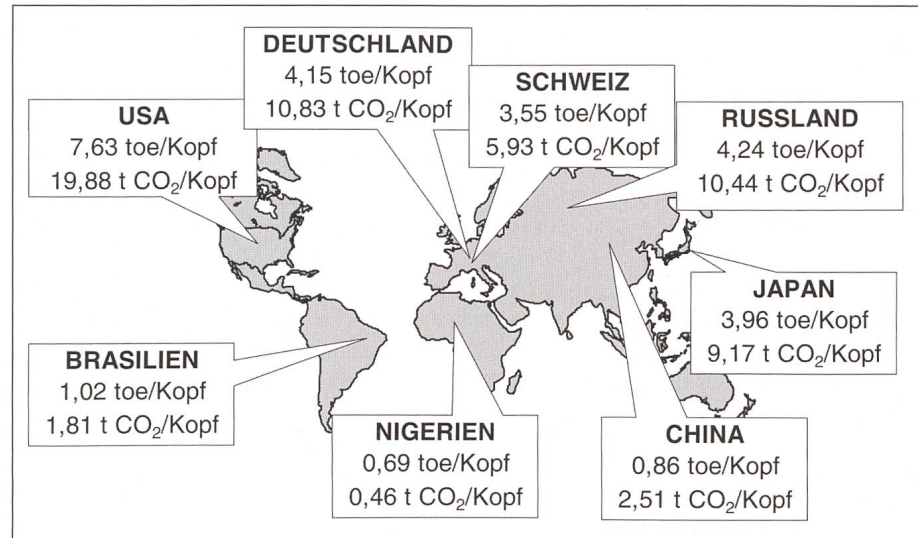 DEUTSCHLAND
4,15 toe/Kopf
10,83 t CO₂/Kopf
SCHWEIZ
3,55 toe/Kopf
5,93 t CO₂/Kopf
USA
7,63 toe/Kopf
19,88 t CO₂/Kopf
RUSSLAND
4,24 toe/Kopf
10,44 t CO₂/Kopf
JAPAN
3,96 toe/Kopf
9,17 t CO₂/Kopf
BRASILIEN
1,02 toe/Kopf
1,81 t CO₂/Kopf
NIGERIEN
0,69 toe/Kopf
0,46 t CO₂/Kopf
CHINA
0,86 toe/Kopf
2,51 t CO₂/Kopf